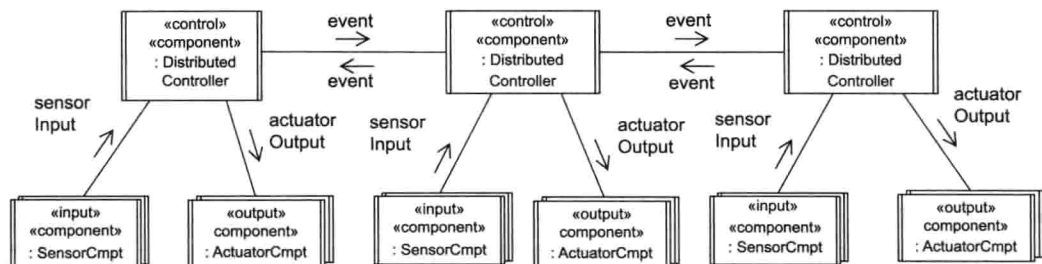 «control»
«component»
: Distributed
Controller
event
event
«control»
«component»
: Distributed
Controller
event
event
«control»
«component»
: Distributed
Controller
sensor
Input
actuator
Output
sensor
Input
actuator
Output
sensor
Input
actuator
Output
«input»
«component»
: SensorCmpt
«output»
component»
: ActuatorCmpt
«input»
«component»
: SensorCmpt
«output»
component»
: ActuatorCmpt
«input»
«component»
: SensorCmpt
«output»
component»
: ActuatorCmpt